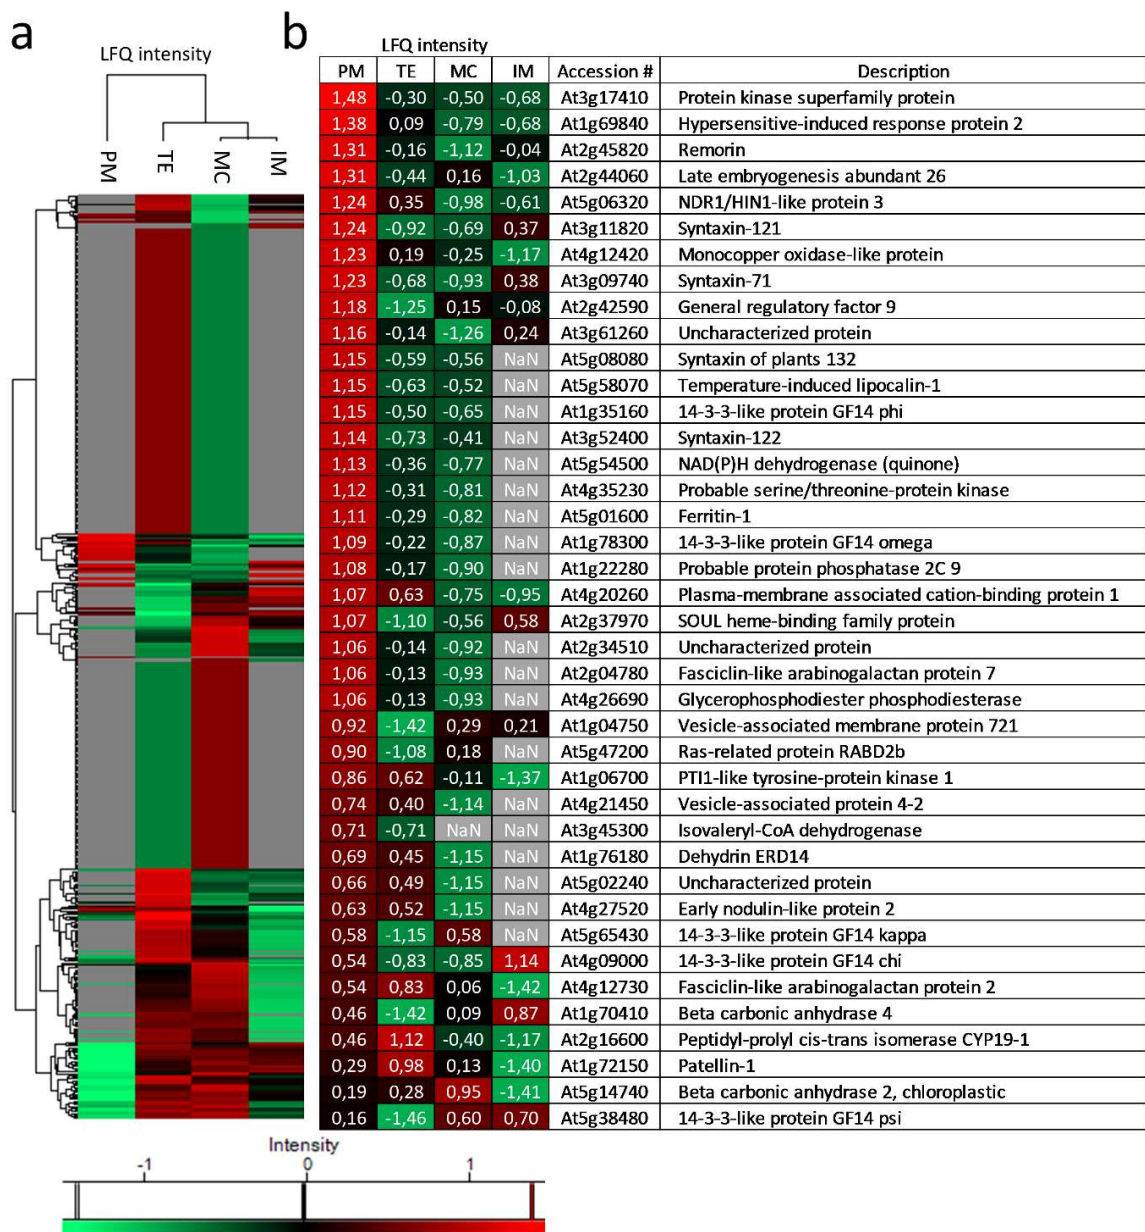 a
LFQ intensity
PM TE MC IM
b
LFQ intensity
PM TE MC IM Accession # Description
1,48 -0,30 -0,50 -0,68 At3g17410 Protein kinase superfamily protein
1,38 0,09 -0,79 -0,68 At1g69840 Hypersensitive-induced response protein 2
1,31 -0,16 -1,12 -0,04 At2g45820 Remorin
1,31 -0,44 0,16 -1,03 At2g44060 Late embryogenesis abundant 26
1,24 0,35 -0,98 -0,61 At5g06320 NDR1/HIN1-like protein 3
1,24 -0,92 -0,69 0,37 At3g11820 Syntaxin-121
1,23 0,19 -0,25 -1,17 At4g12420 Monocopper oxidase-like protein
1,23 -0,68 -0,93 0,38 At3g09740 Syntaxin-71
1,18 -1,25 0,15 -0,08 At2g42590 General regulatory factor 9
1,16 -0,14 -1,26 0,24 At3g61260 Uncharacterized protein
1,15 -0,59 -0,56 NaN At5g08080 Syntaxin of plants 132
1,15 -0,63 -0,52 NaN At5g58070 Temperature-induced lipocalin-1
1,15 -0,50 -0,65 NaN At1g35160 14-3-3-like protein GF14 phi
1,14 -0,73 -0,41 NaN At3g52400 Syntaxin-122
1,13 -0,36 -0,77 NaN At5g54500 NAD(P)H dehydrogenase (quinone)
1,12 -0,31 -0,81 NaN At4g35230 Probable serine/threonine-protein kinase
1,11 -0,29 -0,82 NaN At5g01600 Ferritin-1
1,09 -0,22 -0,87 NaN At1g78300 14-3-3-like protein GF14 omega
1,08 -0,17 -0,90 NaN At1g22280 Probable protein phosphatase 2C 9
1,07 0,63 -0,75 -0,95 At4g20260 Plasma-membrane associated cation-binding protein 1
1,07 -1,10 -0,56 0,58 At2g37970 SOUL heme-binding family protein
1,06 -0,14 -0,92 NaN At2g34510 Uncharacterized protein
1,06 -0,13 -0,93 NaN At2g04780 Fasciclin-like arabinogalactan protein 7
1,06 -0,13 -0,93 NaN At4g26690 Glycerophosphodiester phosphodiesterase
0,92 -1,42 0,29 0,21 At1g04750 Vesicle-associated membrane protein 721
0,90 -1,08 0,18 NaN At5g47200 Ras-related protein RABD2b
0,86 0,62 -0,11 -1,37 At1g06700 PTI1-like tyrosine-protein kinase 1
0,74 0,40 -1,14 NaN At4g21450 Vesicle-associated protein 4-2
0,71 -0,71 NaN NaN At3g45300 Isovaleryl-CoA dehydrogenase
0,69 0,45 -1,15 NaN At1g76180 Dehydrin ERD14
0,66 0,49 -1,15 NaN At5g02240 Uncharacterized protein
0,63 0,52 -1,15 NaN At4g27520 Early nodulin-like protein 2
0,58 -1,15 0,58 NaN At5g65430 14-3-3-like protein GF14 kappa
0,54 -0,83 -0,85 1,14 At4g09000 14-3-3-like protein GF14 chi
0,54 0,83 0,06 -1,42 At4g12730 Fasciclin-like arabinogalactan protein 2
0,46 -1,42 0,09 0,87 At1g70410 Beta carbonic anhydrase 4
0,46 1,12 -0,40 -1,17 At2g16600 Peptidyl-prolyl cis-trans isomerase CYP19-1
0,29 0,98 0,13 -1,40 At1g72150 Patellin-1
0,19 0,28 0,95 -1,41 At5g14740 Beta carbonic anhydrase 2, chloroplastic
0,16 -1,46 0,60 0,70 At5g38480 14-3-3-like protein GF14 psi
Intensity
-1 0 1